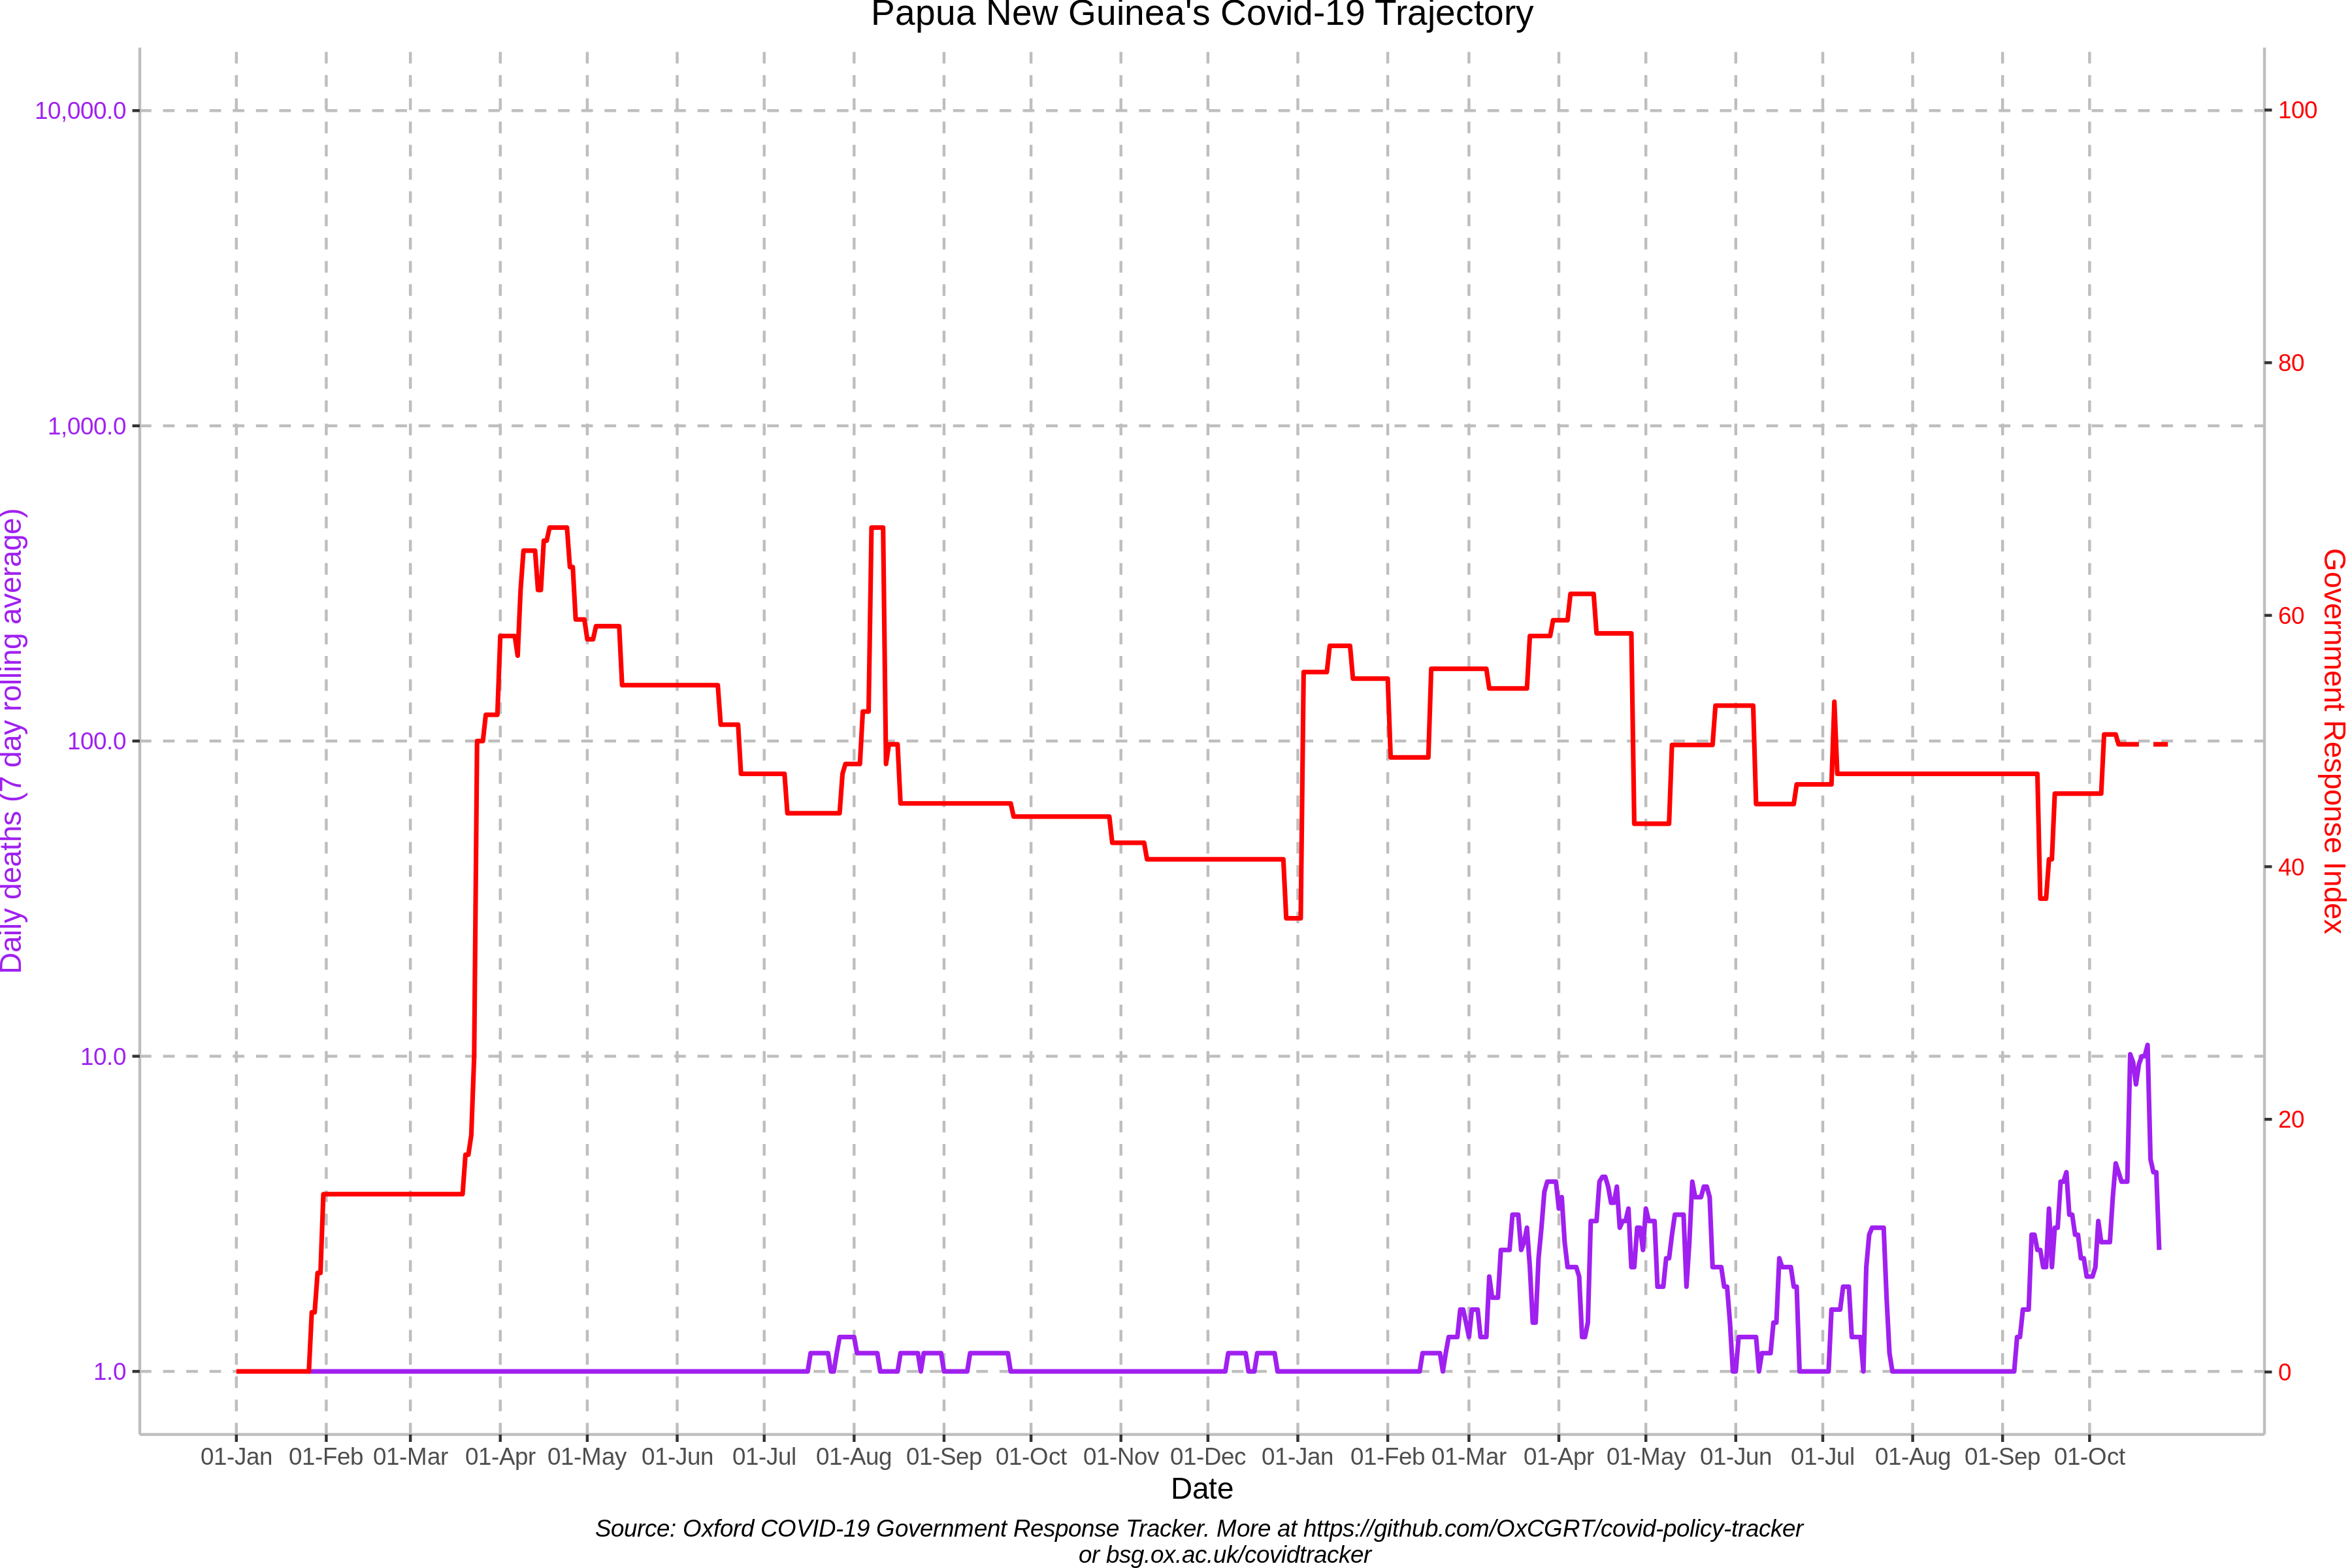 Papua New Guinea's Covid-19 Trajectory
10,000.0
1,000.0
100.0
10.0
1.0
Daily deaths (7 day rolling average)
100
80
60
40
20
0
Government Response Index
01-Jan 01-Feb 01-Mar 01-Apr 01-May 01-Jun 01-Jul 01-Aug 01-Sep 01-Oct 01-Nov 01-Dec 01-Jan 01-Feb 01-Mar 01-Apr 01-May 01-Jun 01-Jul 01-Aug 01-Sep 01-Oct
Date
Source: Oxford COVID-19 Government Response Tracker. More at https://github.com/OxCGRT/covid-policy-tracker
or bsg.ox.ac.uk/covidtracker